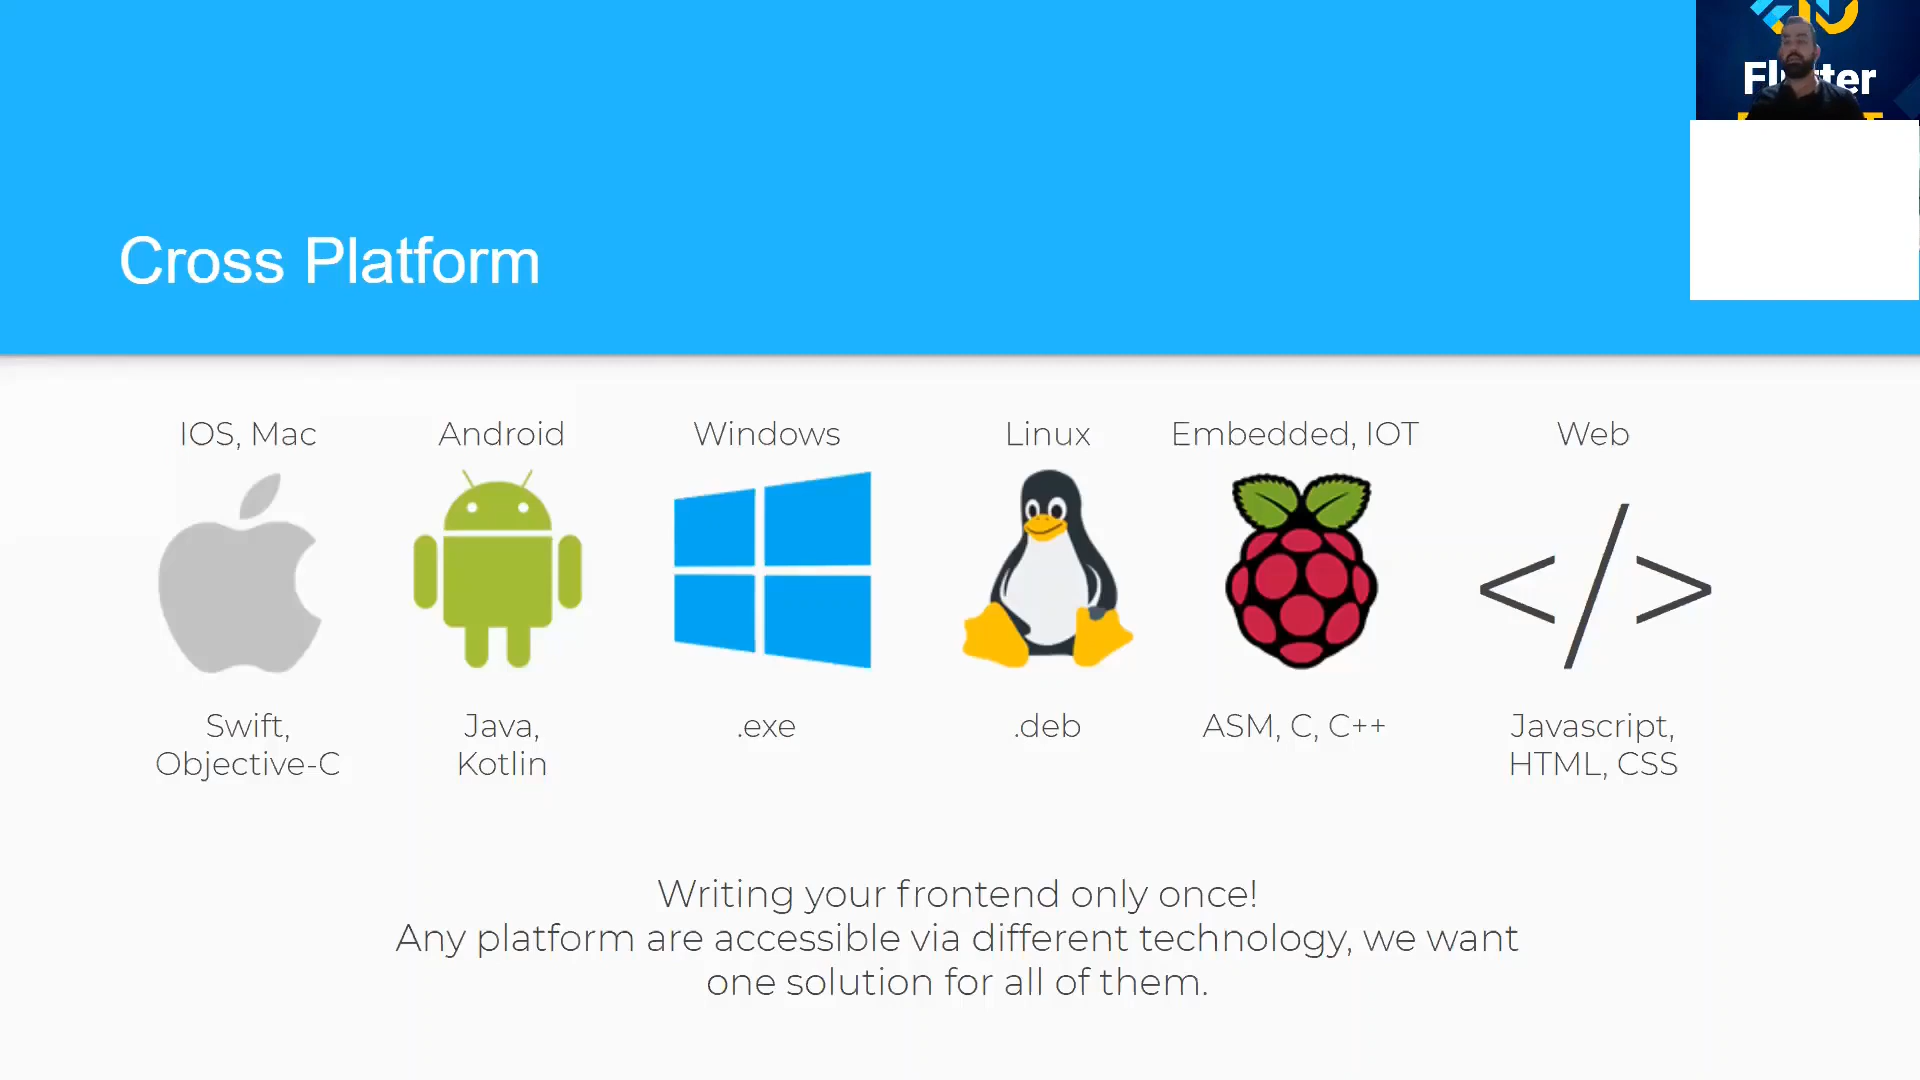 Cross Platform
IOS, Mac
Android
Windows
Linux
Embedded, IOT
Web
Swift,
Objective-C
Java,
Kotlin
.exe
.deb
ASM, C, C++
Javascript,
HTML, CSS
Writing your frontend only once!
Any platform are accessible via different technology, we want
one solution for all of them.